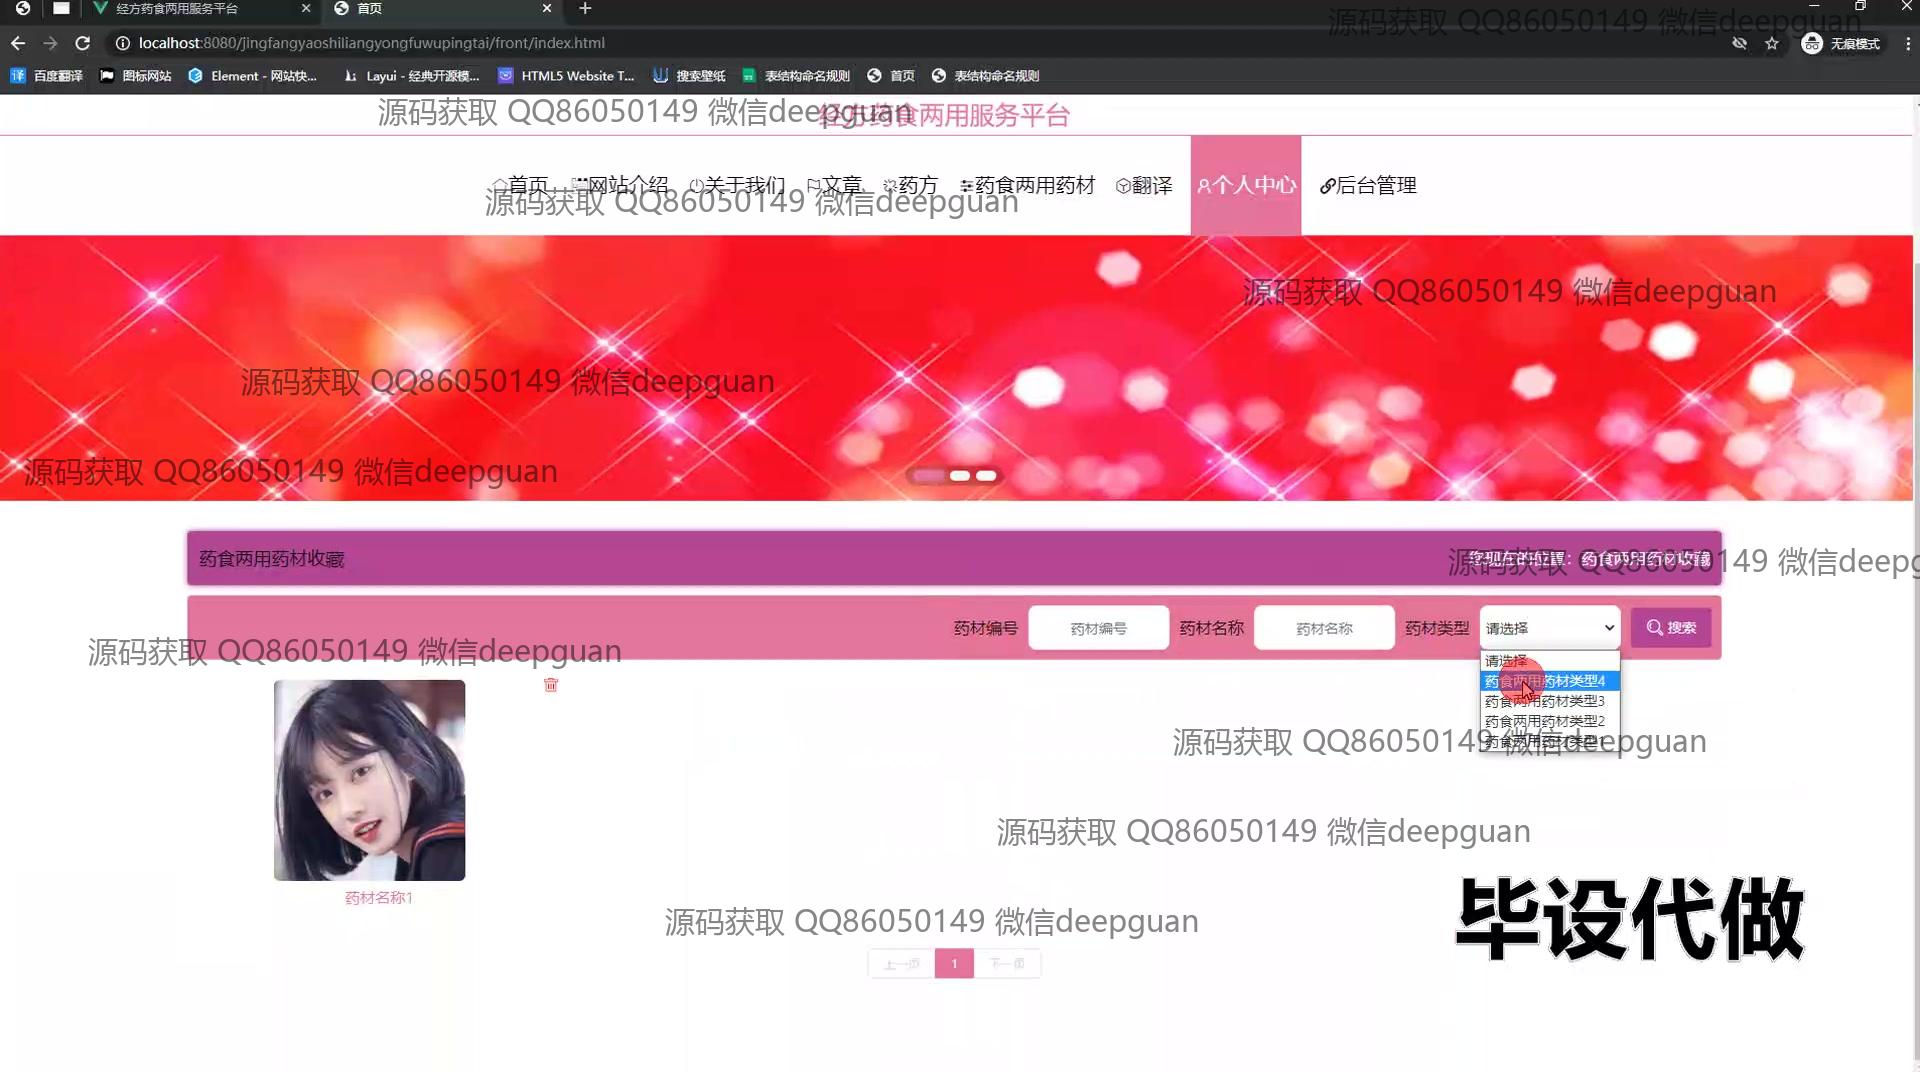 经方药食两用服务平台
首页
localhost:8080/jingfangyaoshiliangyongfuwupingtai/front/index.html
无痕模式
百度翻译
图标网站
Element - 网站快...
Layui - 经典开源模...
HTML5 Website T...
搜索壁纸
表结构命名规则
首页
表结构命名规则
源码获取 QQ86050149 微信deepguan
源码获取 QQ86050149 微信deepguan
经方药食两用服务平台
首页
网站介绍
关于我们
文章
药方
药食两用药材
翻译
个人中心
后台管理
源码获取 QQ86050149 微信deepguan
源码获取 QQ86050149 微信deepguan
源码获取 QQ86050149 微信deepguan
源码获取 QQ86050149 微信deepguan
药食两用药材收藏
您现在的位置：药食两用药材收藏
源码获取 QQ86050149 微信deepg
药材编号
药材编号
药材名称
药材名称
药材类型
请选择
搜索
源码获取 QQ86050149 微信deepguan
请选择
药食两用药材类型4
药食两用药材类型3
药食两用药材类型2
药食两用药材类型1
源码获取 QQ86050149 微信deepguan
源码获取 QQ86050149 微信deepguan
药材名称1
源码获取 QQ86050149 微信deepguan
毕设代做
上一页
1
下一页